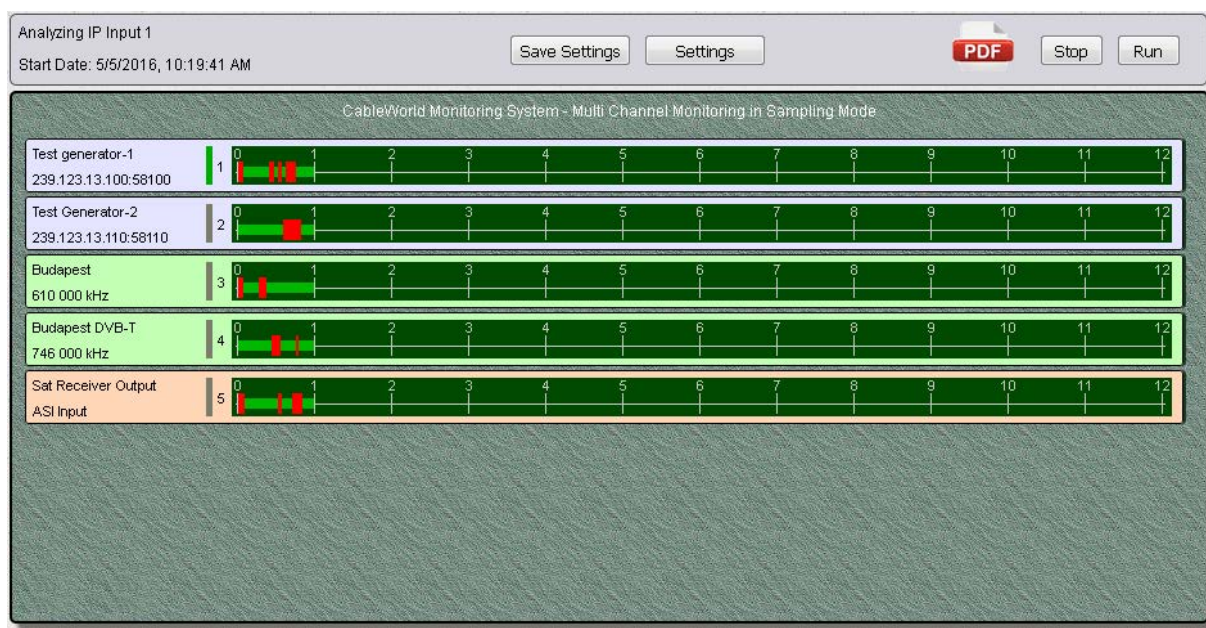 Analyzing IP Input 1
Start Date: 5/5/2016, 10:19:41 AM
Save Settings
Settings
PDF
Stop
Run
CableWorld Monitoring System - Multi Channel Monitoring in Sampling Mode
Test generator-1
239.123.13.100:58100
1
0 1 2 3 4 5 6 7 8 9 10 11 12
Test Generator-2
239.123.13.110:58110
2
0 1 2 3 4 5 6 7 8 9 10 11 12
Budapest
610 000 kHz
3
0 1 2 3 4 5 6 7 8 9 10 11 12
Budapest DVB-T
746 000 kHz
4
0 1 2 3 4 5 6 7 8 9 10 11 12
Sat Receiver Output
ASI Input
5
0 1 2 3 4 5 6 7 8 9 10 11 12